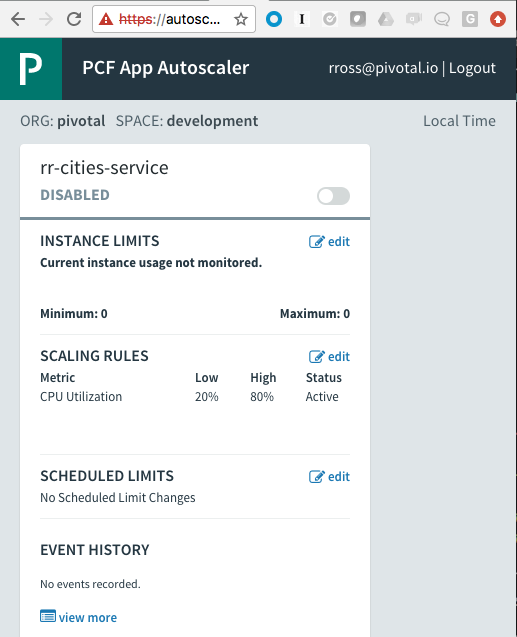 https://autosc...
P
PCF App Autoscaler
rross@pivotal.io | Logout
ORG: pivotal SPACE: development
Local Time
rr-cities-service
DISABLED
INSTANCE LIMITS
edit
Current instance usage not monitored.
Minimum: 0 Maximum: 0
SCALING RULES
edit
Metric Low High Status
CPU Utilization 20% 80% Active
SCHEDULED LIMITS
edit
No Scheduled Limit Changes
EVENT HISTORY
No events recorded.
view more